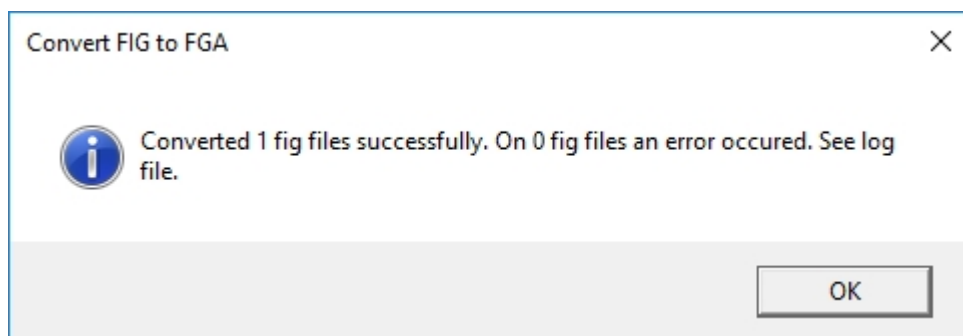 Convert FIG to FGA
Converted 1 fig files successfully. On 0 fig files an error occured. See log
file.
OK